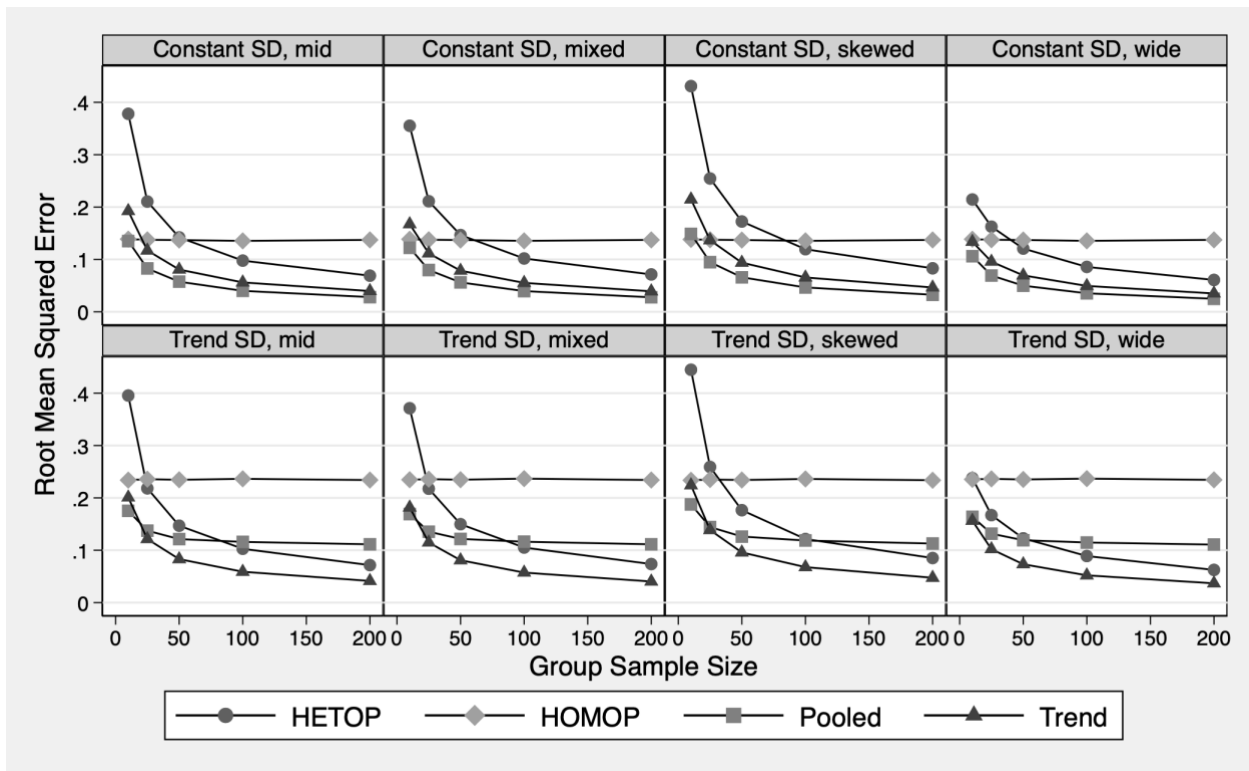 Constant SD, mid Constant SD, mixed Constant SD, skewed Constant SD, wide
.4
.3
.2
.1
0
Trend SD, mid Trend SD, mixed Trend SD, skewed Trend SD, wide
.4
.3
.2
.1
0
Root Mean Squared Error
0 50 100 150 200 0 50 100 150 200 0 50 100 150 200 0 50 100 150 200
Group Sample Size
HETOP HOMOP Pooled Trend